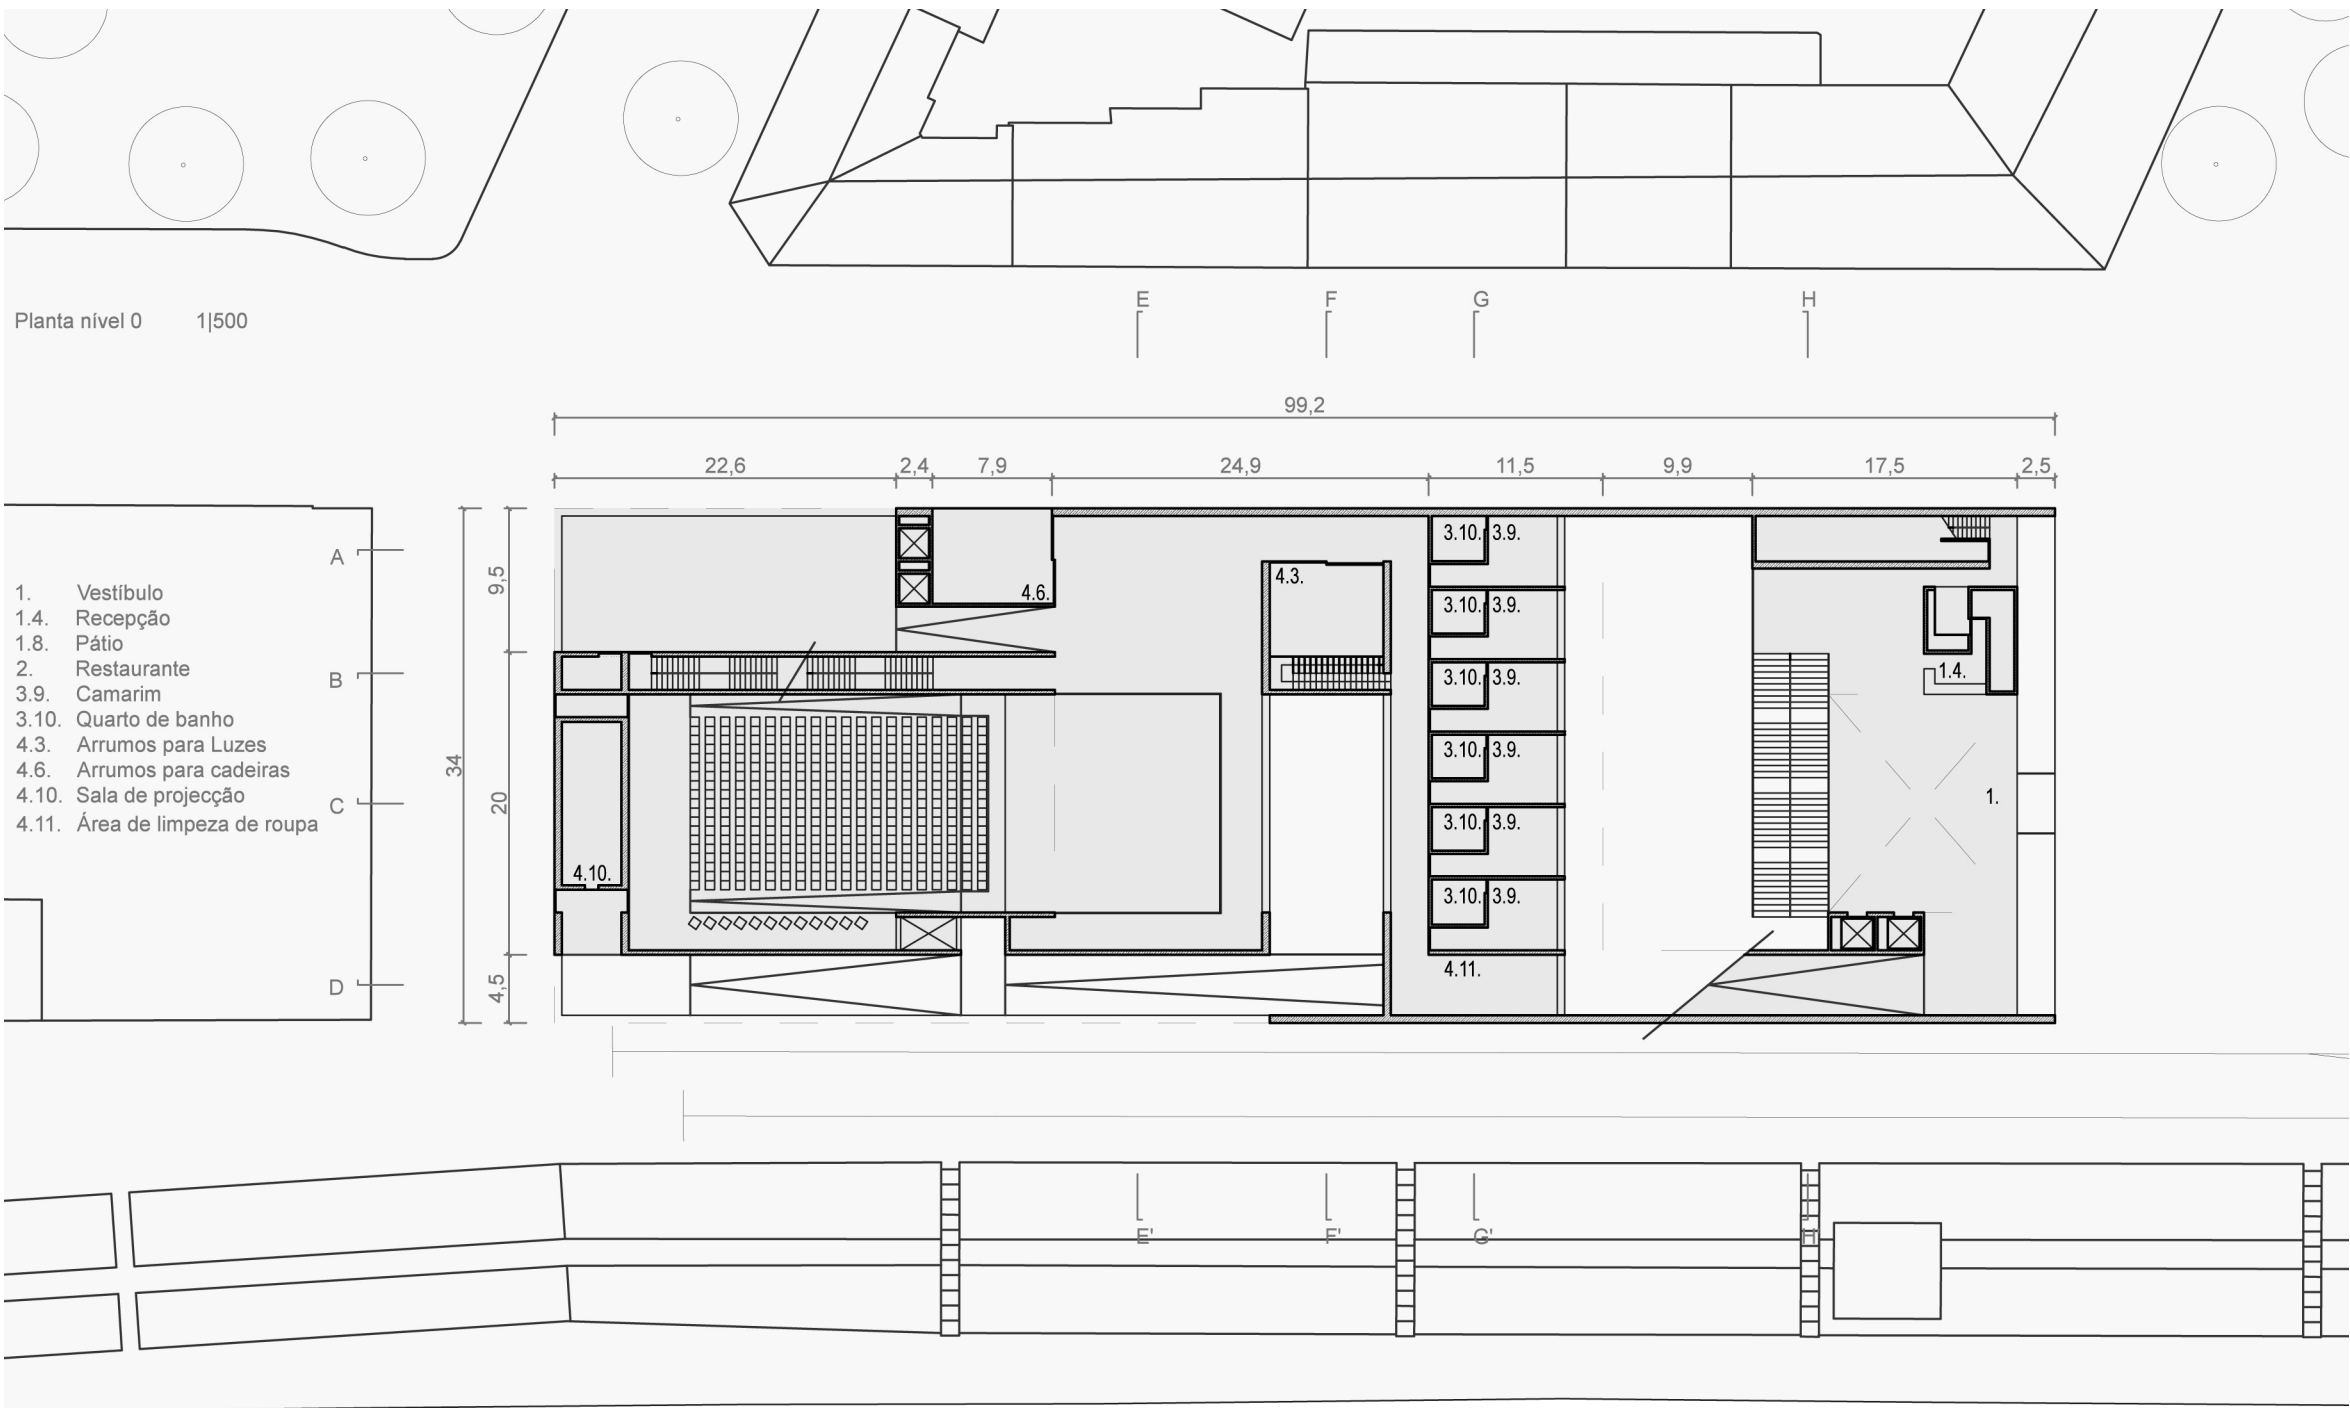 E F G H
Planta nível 0 1|500
99,2
22,6 2,4 7,9 24,9 11,5 9,9 17,5 2,5
A
B
C
D
1. Vestíbulo
1.4. Recepção
1.8. Pátio
2. Restaurante
3.9. Camarim
3.10. Quarto de banho
4.3. Arrumos para Luzes
4.6. Arrumos para cadeiras
4.10. Sala de projecção
4.11. Área de limpeza de roupa
34
9,5
20
4,5
3.10. 3.9.
4.3.
4.6.
3.10. 3.9.
3.10. 3.9.
1.4.
3.10. 3.9.
1.
3.10. 3.9.
4.10.
3.10. 3.9.
4.11.
E' F' G' H'